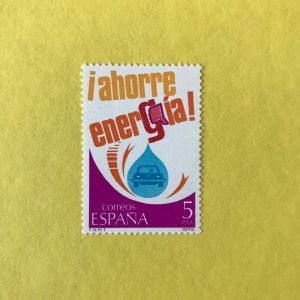 ¡ahorre
energía!
correos
ESPAÑA
5
PTA
F.N.M.T.
1979